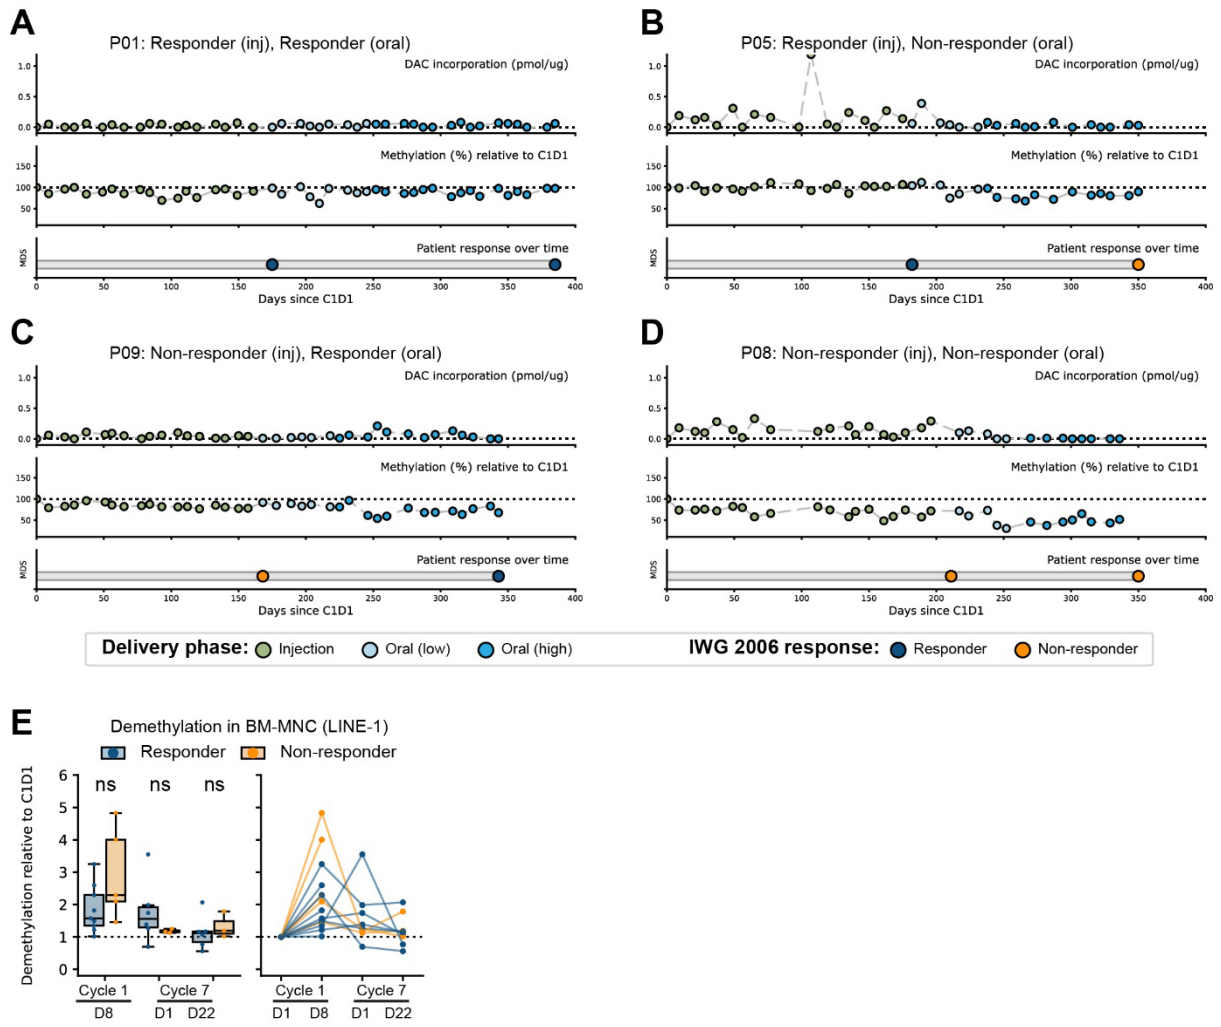 A
P01: Responder (inj), Responder (oral)
DAC incorporation (pmol/ug)
1.0
0.5
0.0
Methylation (%) relative to C1D1
150
100
50
Patient response over time
MDS
0 50 100 150 200 250 300 350 400
Days since C1D1
B
P05: Responder (inj), Non-responder (oral)
DAC incorporation (pmol/ug)
1.0
0.5
0.0
Methylation (%) relative to C1D1
150
100
50
Patient response over time
MDS
0 50 100 150 200 250 300 350 400
Days since C1D1
C
P09: Non-responder (inj), Responder (oral)
DAC incorporation (pmol/ug)
1.0
0.5
0.0
Methylation (%) relative to C1D1
150
100
50
Patient response over time
MDS
0 50 100 150 200 250 300 350 400
Days since C1D1
D
P08: Non-responder (inj), Non-responder (oral)
DAC incorporation (pmol/ug)
1.0
0.5
0.0
Methylation (%) relative to C1D1
150
100
50
Patient response over time
MDS
0 50 100 150 200 250 300 350 400
Days since C1D1
Delivery phase: Injection Oral (low) Oral (high) IWG 2006 response: Responder Non-responder
E
Demethylation in BM-MNC (LINE-1)
Responder Non-responder
Demethylation relative to C1D1
6
5
4
3
2
1
0
ns ns ns
Cycle 1 Cycle 7
D8 D1 D22
Cycle 1 Cycle 7
D1 D8 D1 D22